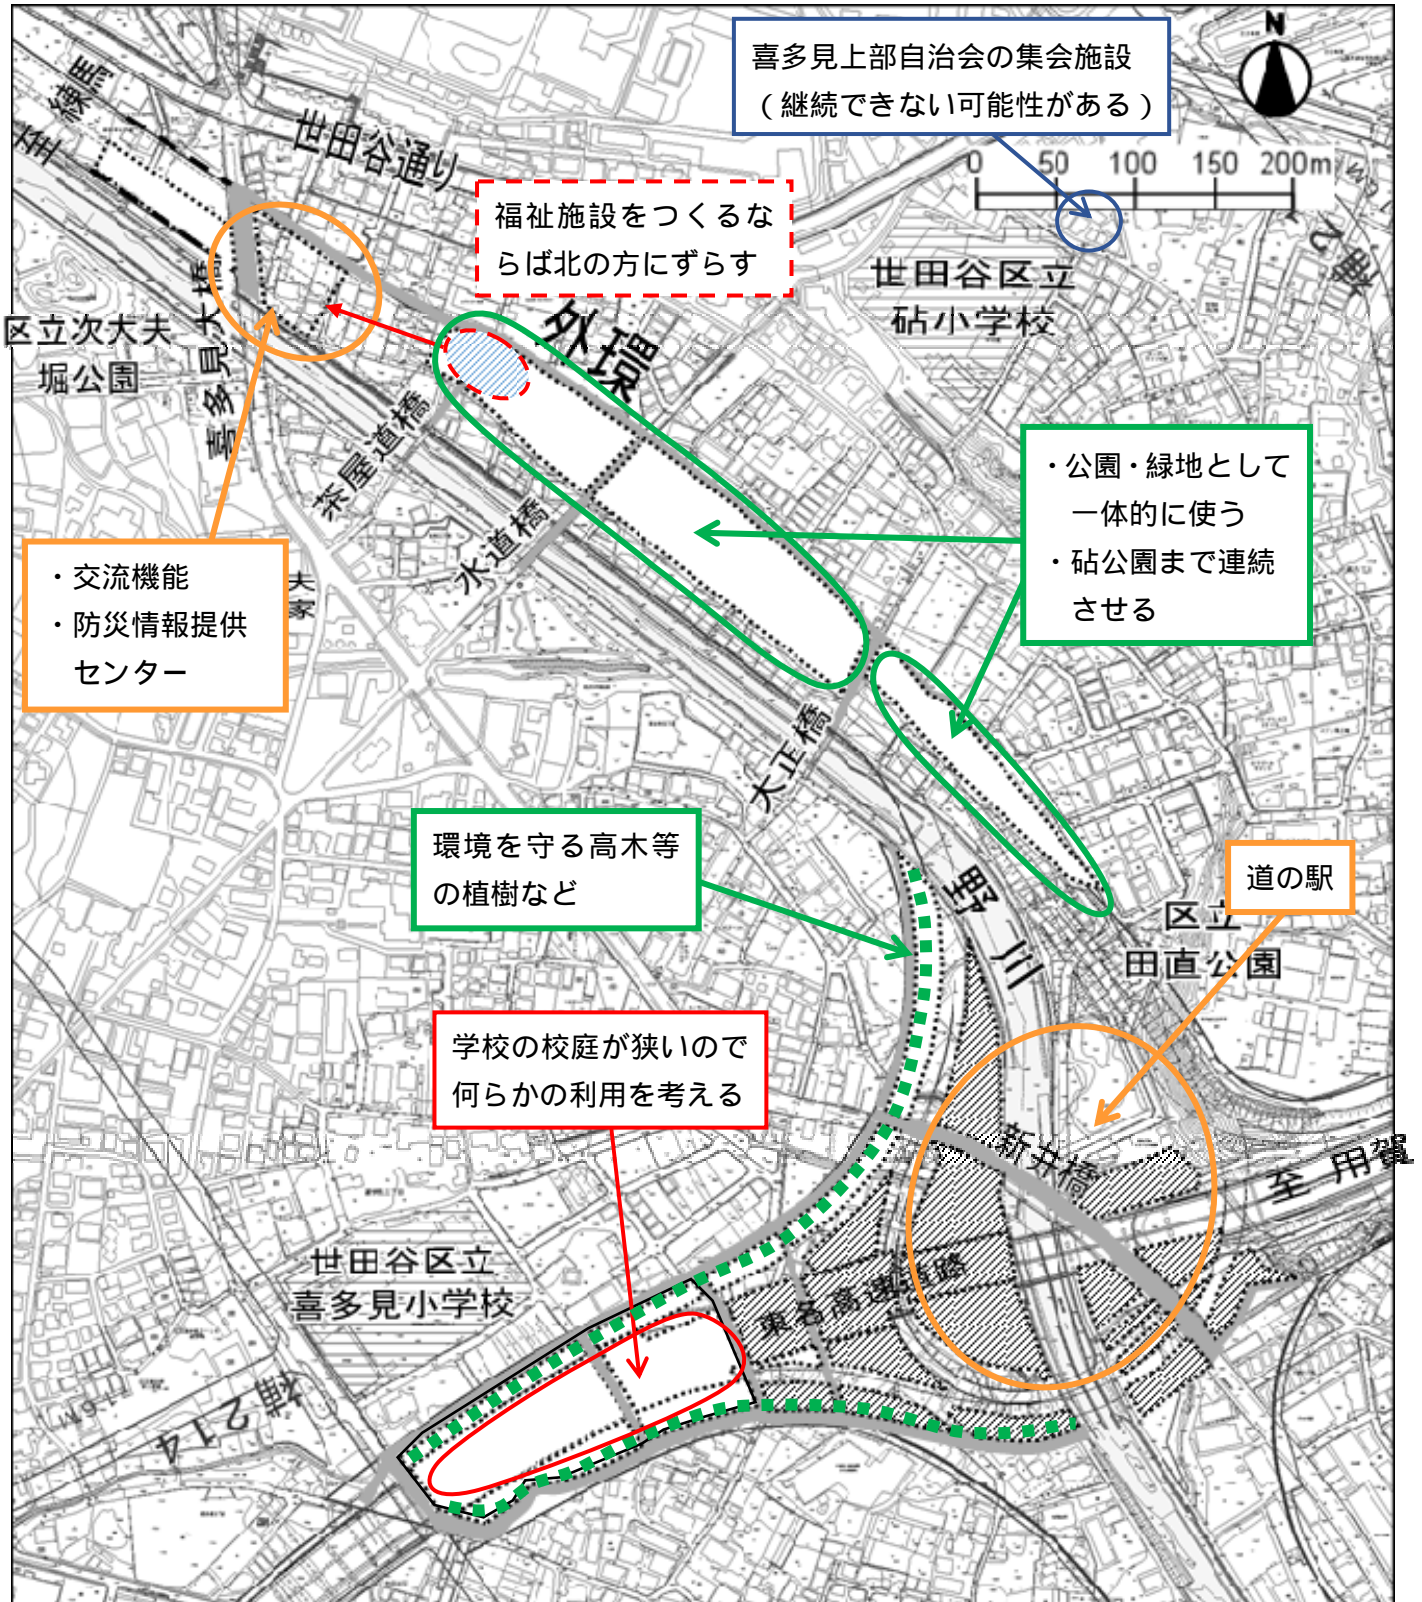 喜多見上部自治会の集会施設
（継続できない可能性がある）
N
0 50 100 150 200m
至 練馬
世田谷通り
福祉施設をつくるな
らば北の方にずらす
世田谷区立
砧小学校
外環
区立次大夫
堀公園
喜多見大橋
茶屋道橋
水道橋
・公園・緑地として
一体的に使う
・砧公園まで連続
させる
・交流機能
・防災情報提供
センター
大正橋
環境を守る高木等
の植樹など
野川
道の駅
区立
田直公園
学校の校庭が狭いので
何らかの利用を考える
新井橋
至 用賀
世田谷区立
喜多見小学校
東名高速道路
補214